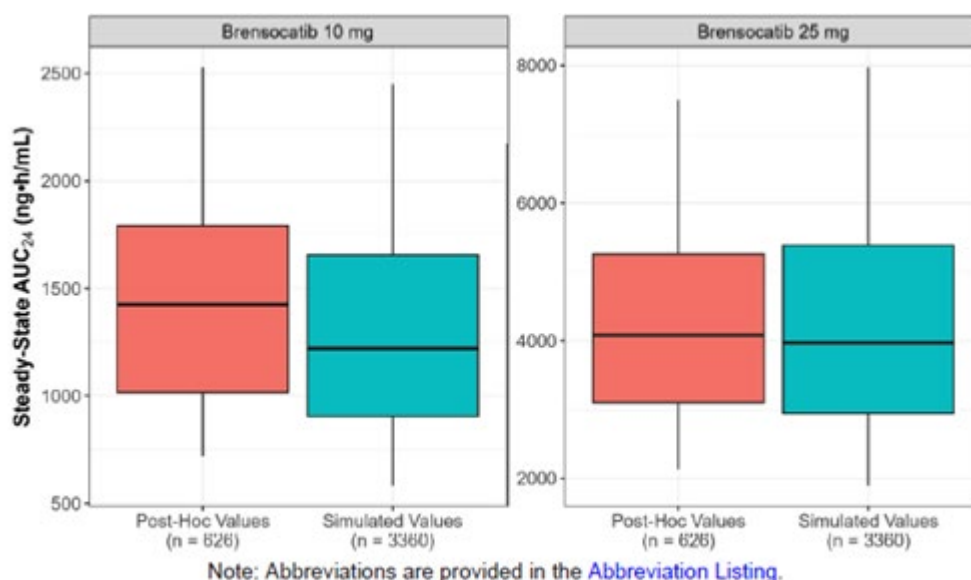 Brensocatib 10 mg
Brensocatib 25 mg
Steady-State AUC24 (ng•h/mL)
2500
2000
1500
1000
500
8000
6000
4000
2000
Post-Hoc Values
(n = 626)
Simulated Values
(n = 3360)
Post-Hoc Values
(n = 626)
Simulated Values
(n = 3360)
Note: Abbreviations are provided in the Abbreviation Listing.